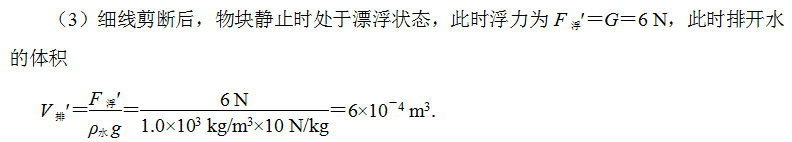 （3）细线剪断后，物块静止时处于漂浮状态，此时浮力为 F浮′＝G＝6 N，此时排开水
的体积
V排′＝F浮′/ρ水g＝6 N/1.0×10³ kg/m³×10 N/kg＝6×10⁻⁴ m³.